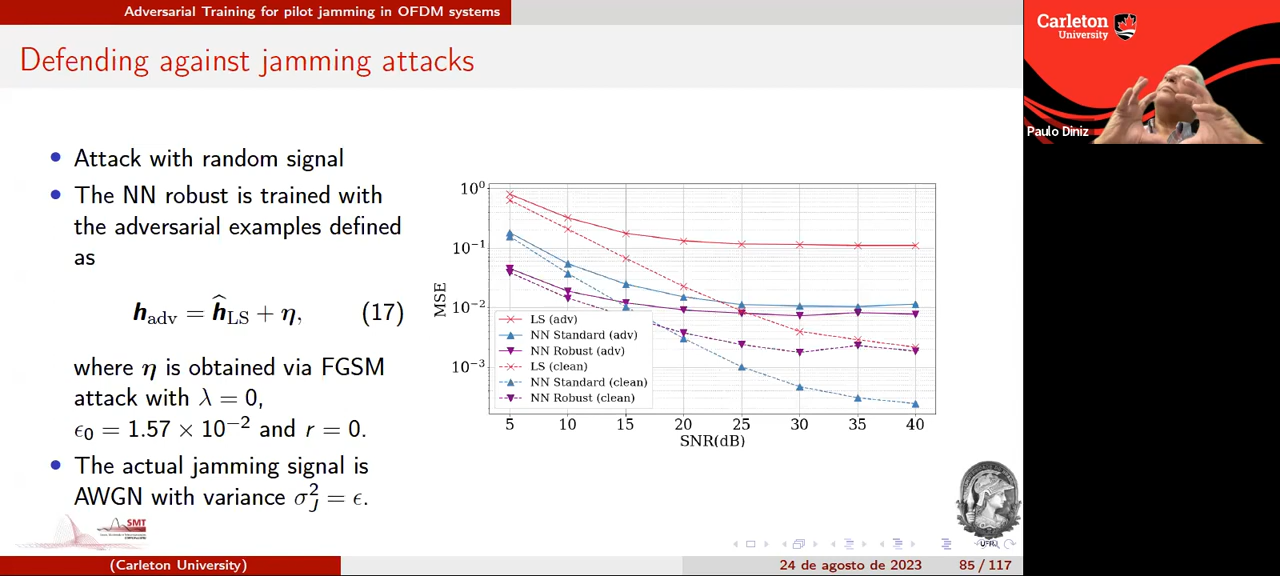 Adversarial Training for pilot jamming in OFDM systems
Defending against jamming attacks
• Attack with random signal
• The NN robust is trained with
the adversarial examples defined
as
𝒉_adv = 𝒉̂_LS + 𝜼, (17)
where 𝜼 is obtained via FGSM
attack with λ = 0,
ϵ₀ = 1.57 × 10⁻² and r = 0.
• The actual jamming signal is
AWGN with variance σ_J² = ϵ.
10⁰
10⁻¹
10⁻²
10⁻³
MSE
LS (adv)
NN Standard (adv)
NN Robust (adv)
LS (clean)
NN Standard (clean)
NN Robust (clean)
5 10 15 20 25 30 35 40
SNR(dB)
SMT
UFRJ
(Carleton University)
24 de agosto de 2023 85 / 117
Carleton
University
Paulo Diniz